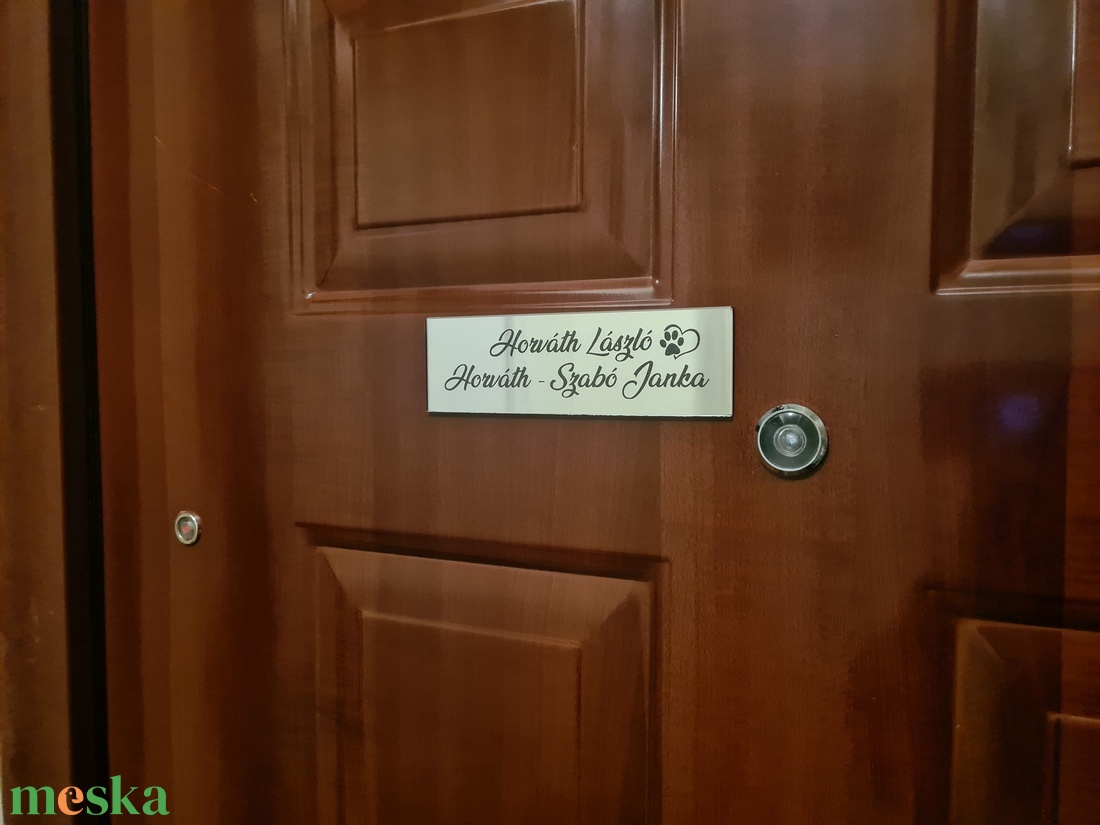 Horváth László
Horváth - Szabó Janka
meska